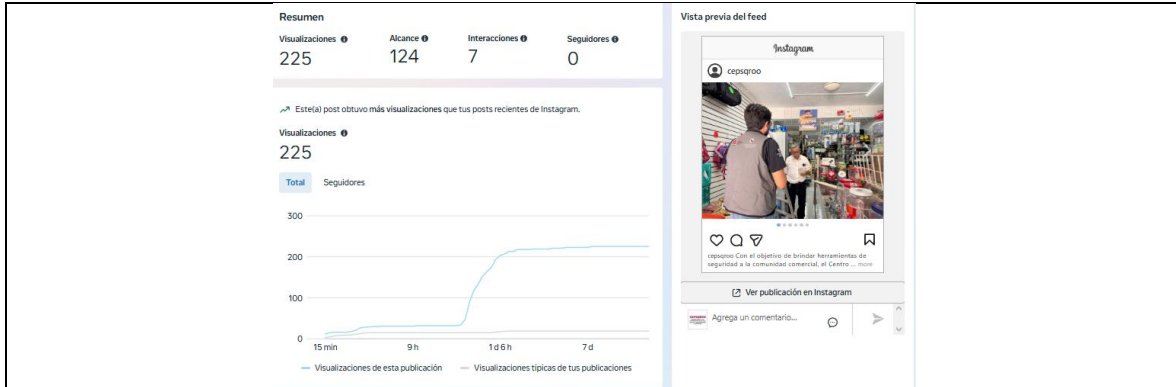 Resumen
Visualizaciones
Alcance
Interacciones
Seguidores
225
124
7
0
Este(a) post obtuvo más visualizaciones que tus posts recientes de Instagram.
Visualizaciones
225
Total
Seguidores
300
200
100
0
15 min
9 h
1 d 6 h
7 d
Visualizaciones de esta publicación
Visualizaciones típicas de tus publicaciones
Vista previa del feed
Instagram
cepsqroo
cepsqroo Con el objetivo de brindar herramientas de
seguridad a la comunidad comercial, el Centro ... more
Ver publicación en Instagram
Agrega un comentario...